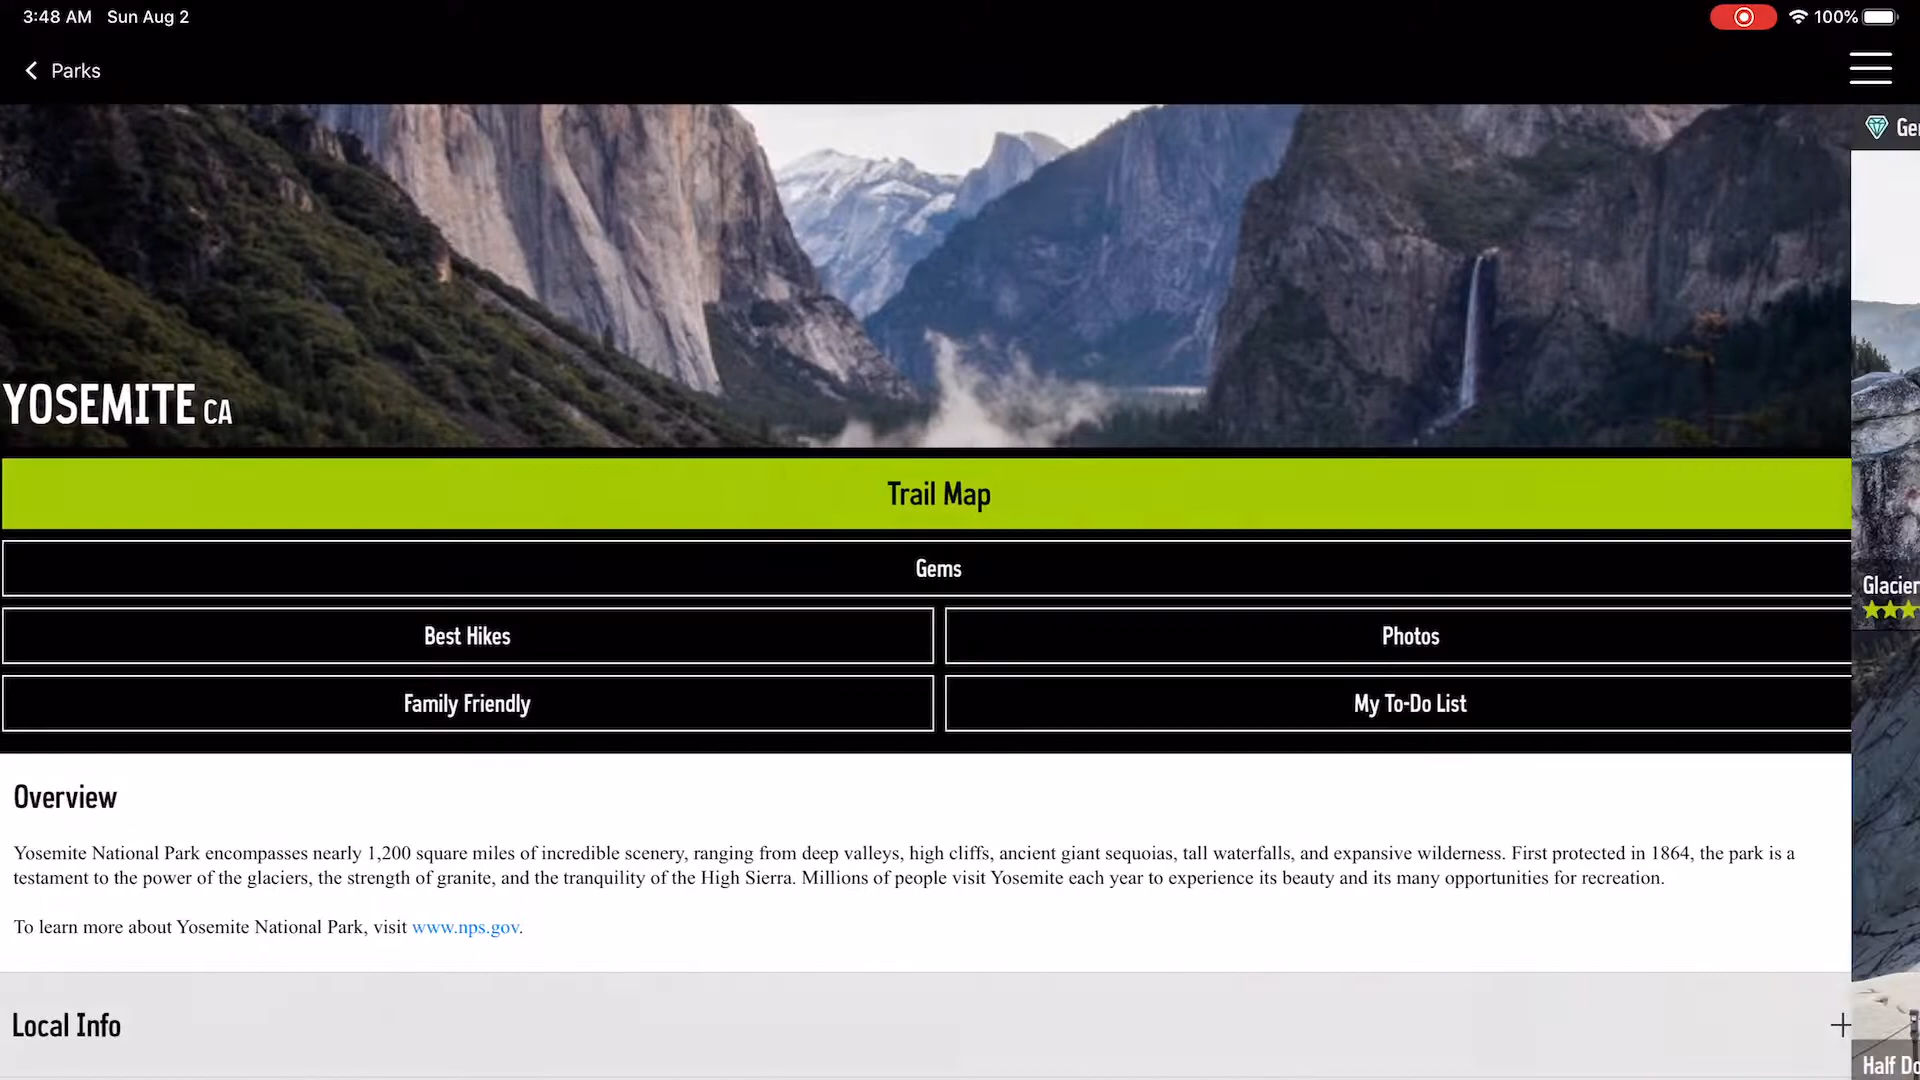 3:48 AM Sun Aug 2
100%
Parks
YOSEMITE CA
Trail Map
Gems
Best Hikes
Photos
Family Friendly
My To-Do List
Overview
Yosemite National Park encompasses nearly 1,200 square miles of incredible scenery, ranging from deep valleys, high cliffs, ancient giant sequoias, tall waterfalls, and expansive wilderness. First protected in 1864, the park is a
testament to the power of the glaciers, the strength of granite, and the tranquility of the High Sierra. Millions of people visit Yosemite each year to experience its beauty and its many opportunities for recreation.
To learn more about Yosemite National Park, visit www.nps.gov.
Local Info
Glacier
Half